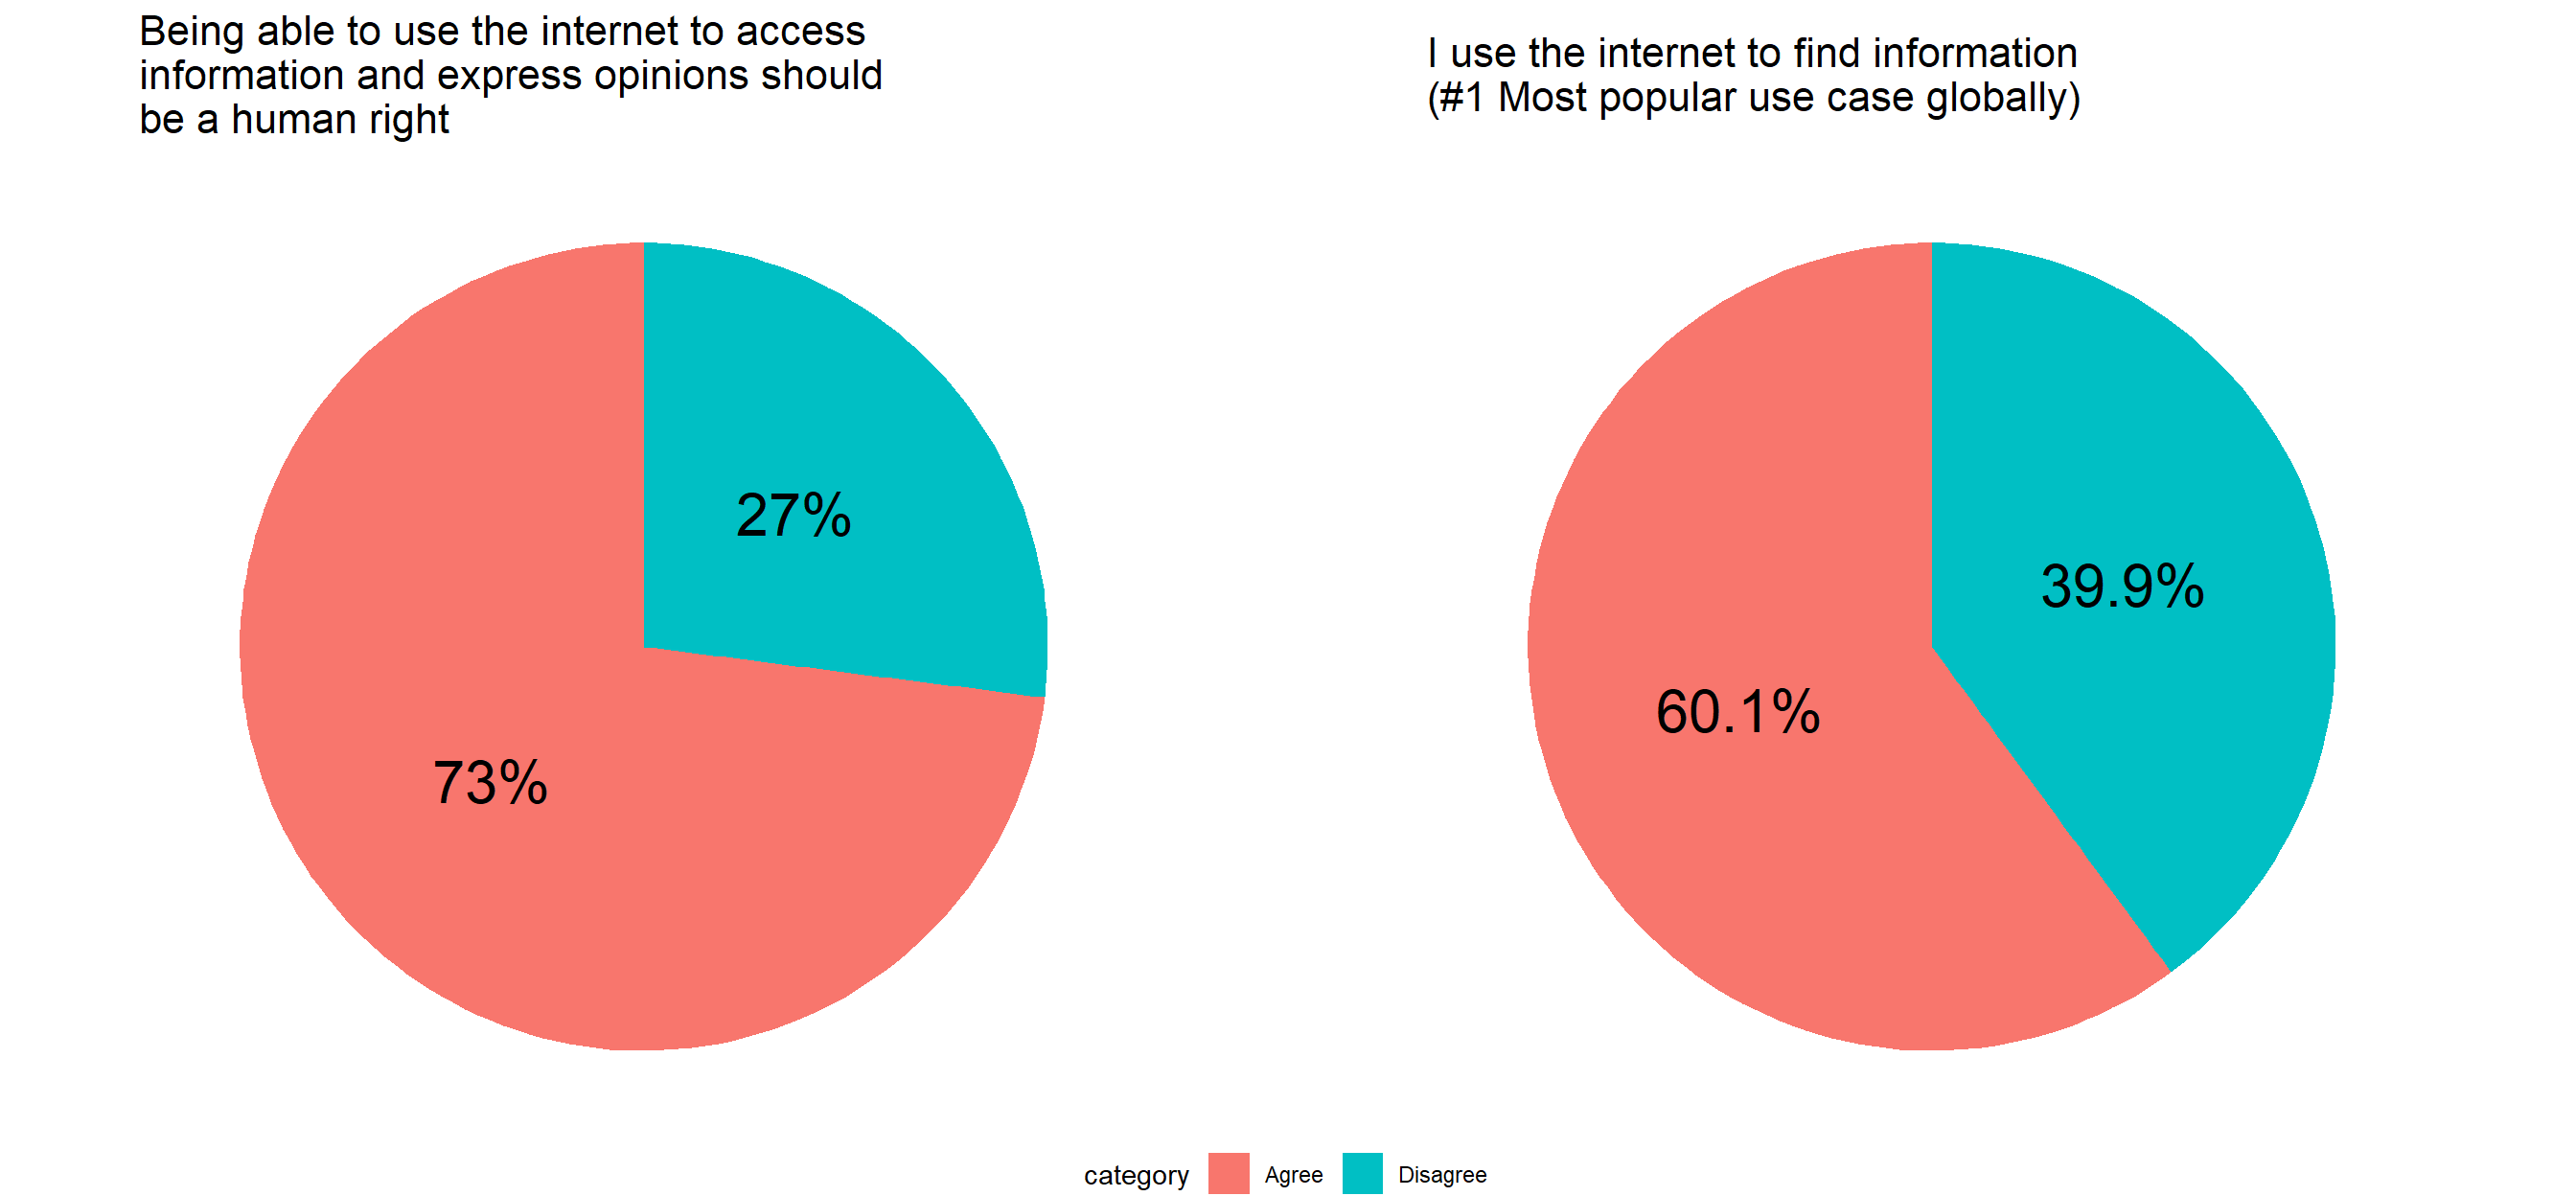 Being able to use the internet to access
information and express opinions should
be a human right
I use the internet to find information
(#1 Most popular use case globally)
27%
73%
39.9%
60.1%
category Agree Disagree